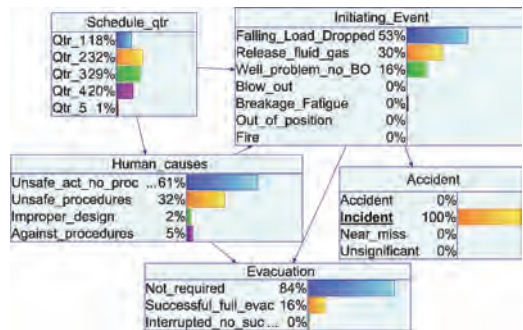 Schedule_qtr
Qtr_1 18%
Qtr_2 32%
Qtr_3 29%
Qtr_4 20%
Qtr_5 1%
Initiating_Event
Falling_Load_Dropped 53%
Release_fluid_gas 30%
Well_problem_no_BO 16%
Blow_out 0%
Breakage_Fatigue 0%
Out_of_position 0%
Fire 0%
Human_causes
Unsafe_act_no_proc ... 61%
Unsafe_procedures 32%
Improper_design 2%
Against_procedures 5%
Accident
Accident 0%
Incident 100%
Near_miss 0%
Unsignificant 0%
Evacuation
Not_required 84%
Successful_full_evac 16%
Interrupted_no_suc ... 0%